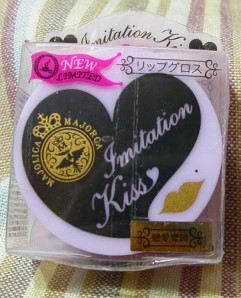 Imitation Kiss
NEW
LIMITED
リップグロス
MAJOLICA MAJORCA
Imitation
Kiss